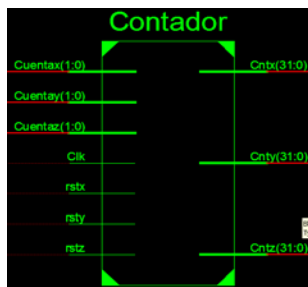 Contador
Cuentax(1:0)
Cntx(31:0)
Cuentay(1:0)
Cuentaz(1:0)
Clk
Cnty(31:0)
rstx
rsty
rstz
Cntz(31:0)